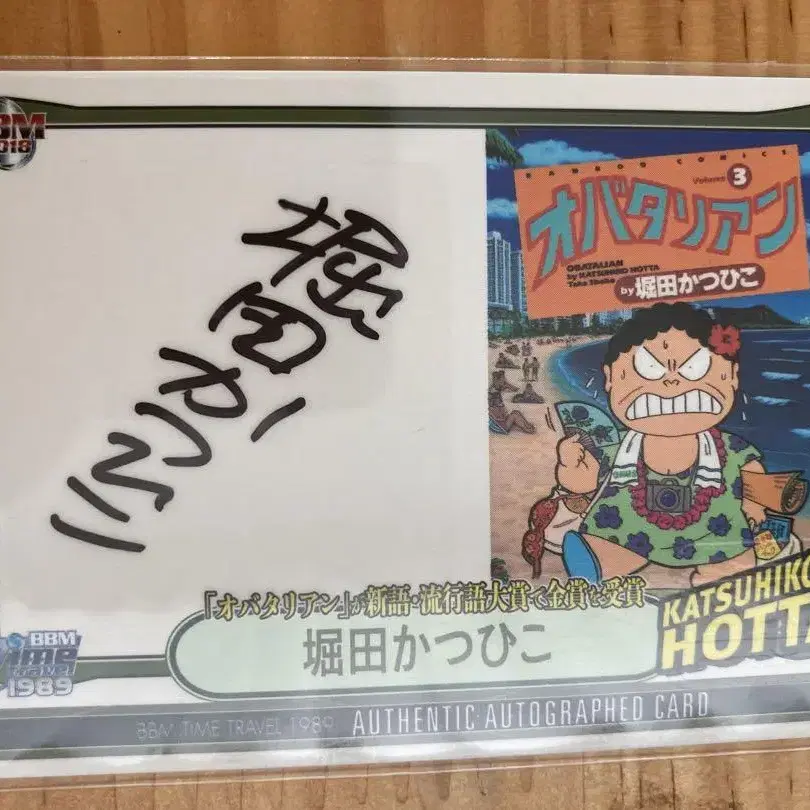 BBM
2018
堀田かつひこ
BAMBOO COMICS
Volume 3
オバタリアン
OBATALIAN
by KATSUHIKO HOTTA
Take Shobo
by 堀田かつひこ
「オバタリアン」が新語・流行語大賞で金賞を受賞
堀田かつひこ
KATSUHIKO
HOTTA
BBM
Time
TRAVEL
1989
BBM TIME TRAVEL 1989 AUTHENTIC AUTOGRAPHED CARD